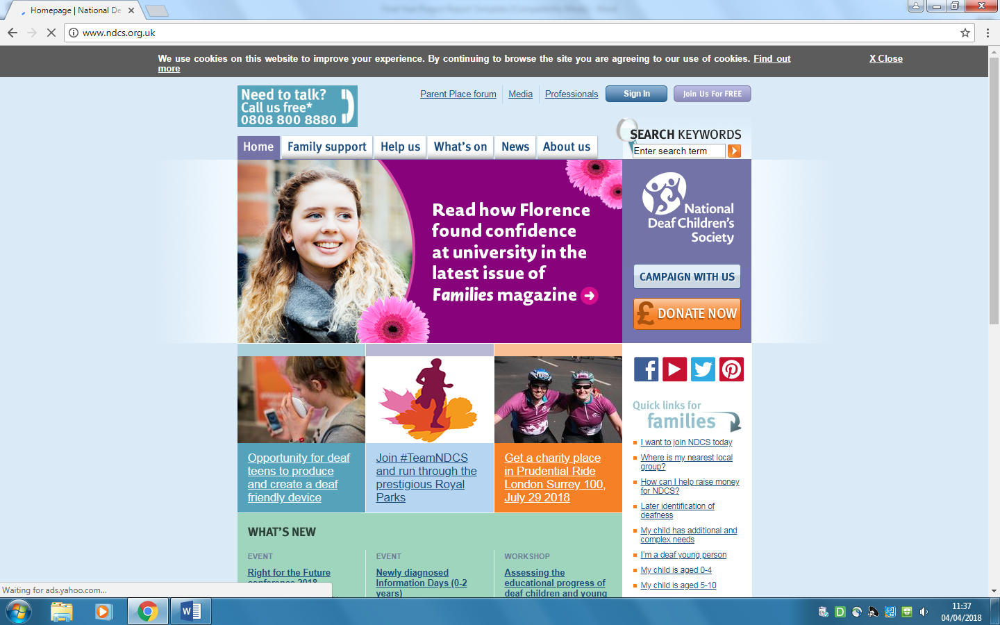 Homepage | National De
www.ndcs.org.uk
We use cookies on this website to improve your experience. By continuing to browse the site you are agreeing to our use of cookies. Find out
more
X Close
Need to talk?
Call us free*
0808 800 8880
Parent Place forum
Media
Professionals
Sign In
Join Us For FREE
SEARCH KEYWORDS
Enter search term
Home
Family support
Help us
What's on
News
About us
Read how Florence
found confidence
at university in the
latest issue of
Families magazine
National
Deaf Children's
Society
CAMPAIGN WITH US
£ DONATE NOW
Opportunity for deaf
teens to produce
and create a deaf
friendly device
Join #TeamNDCS
and run through the
prestigious Royal
Parks
Get a charity place
in Prudential Ride
London Surrey 100,
July 29 2018
Quick links for
families
I want to join NDCS today
Where is my nearest local
group?
How can I help raise money
for NDCS?
Later identification of
deafness
My child has additional and
complex needs
I'm a deaf young person
My child is aged 0-4
My child is aged 5-10
WHAT'S NEW
EVENT
Right for the Future
conference 2018
EVENT
Newly diagnosed
Information Days (0-2
years)
WORKSHOP
Assessing the
educational progress of
deaf children and young
Waiting for ads.yahoo.com...
11:37
04/04/2018